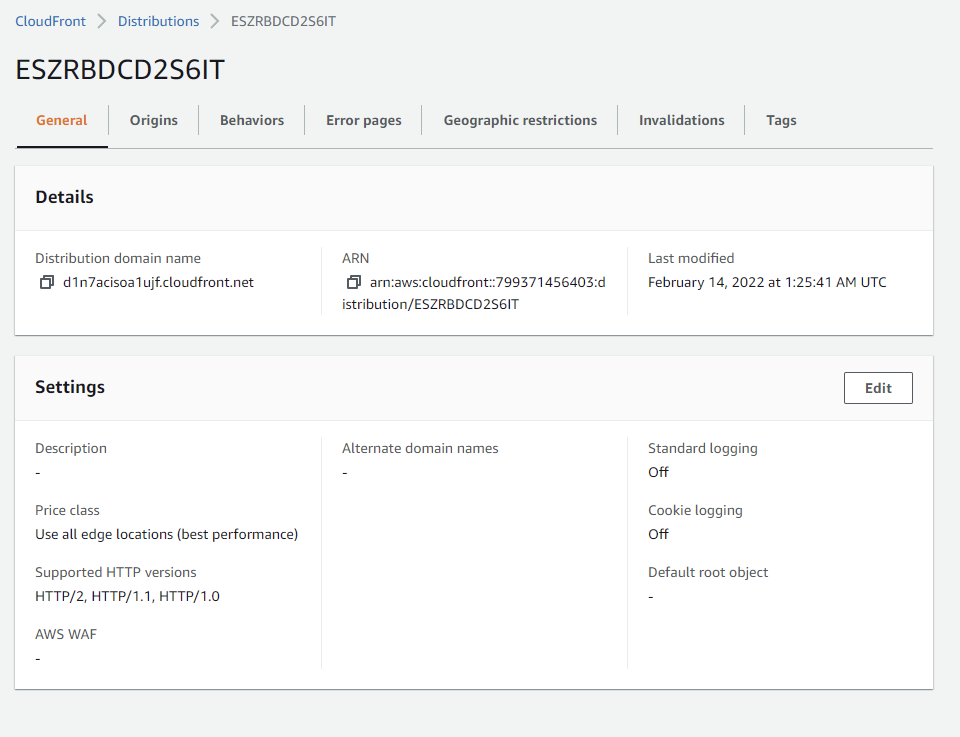 CloudFront > Distributions > ESZRBDCD2S6IT
ESZRBDCD2S6IT
General Origins Behaviors Error pages Geographic restrictions Invalidations Tags
Details
Distribution domain name
d1n7acisoa1ujf.cloudfront.net
ARN
arn:aws:cloudfront::799371456403:d
istribution/ESZRBDCD2S6IT
Last modified
February 14, 2022 at 1:25:41 AM UTC
Settings
Edit
Description
-
Price class
Use all edge locations (best performance)
Supported HTTP versions
HTTP/2, HTTP/1.1, HTTP/1.0
AWS WAF
-
Alternate domain names
-
Standard logging
Off
Cookie logging
Off
Default root object
-